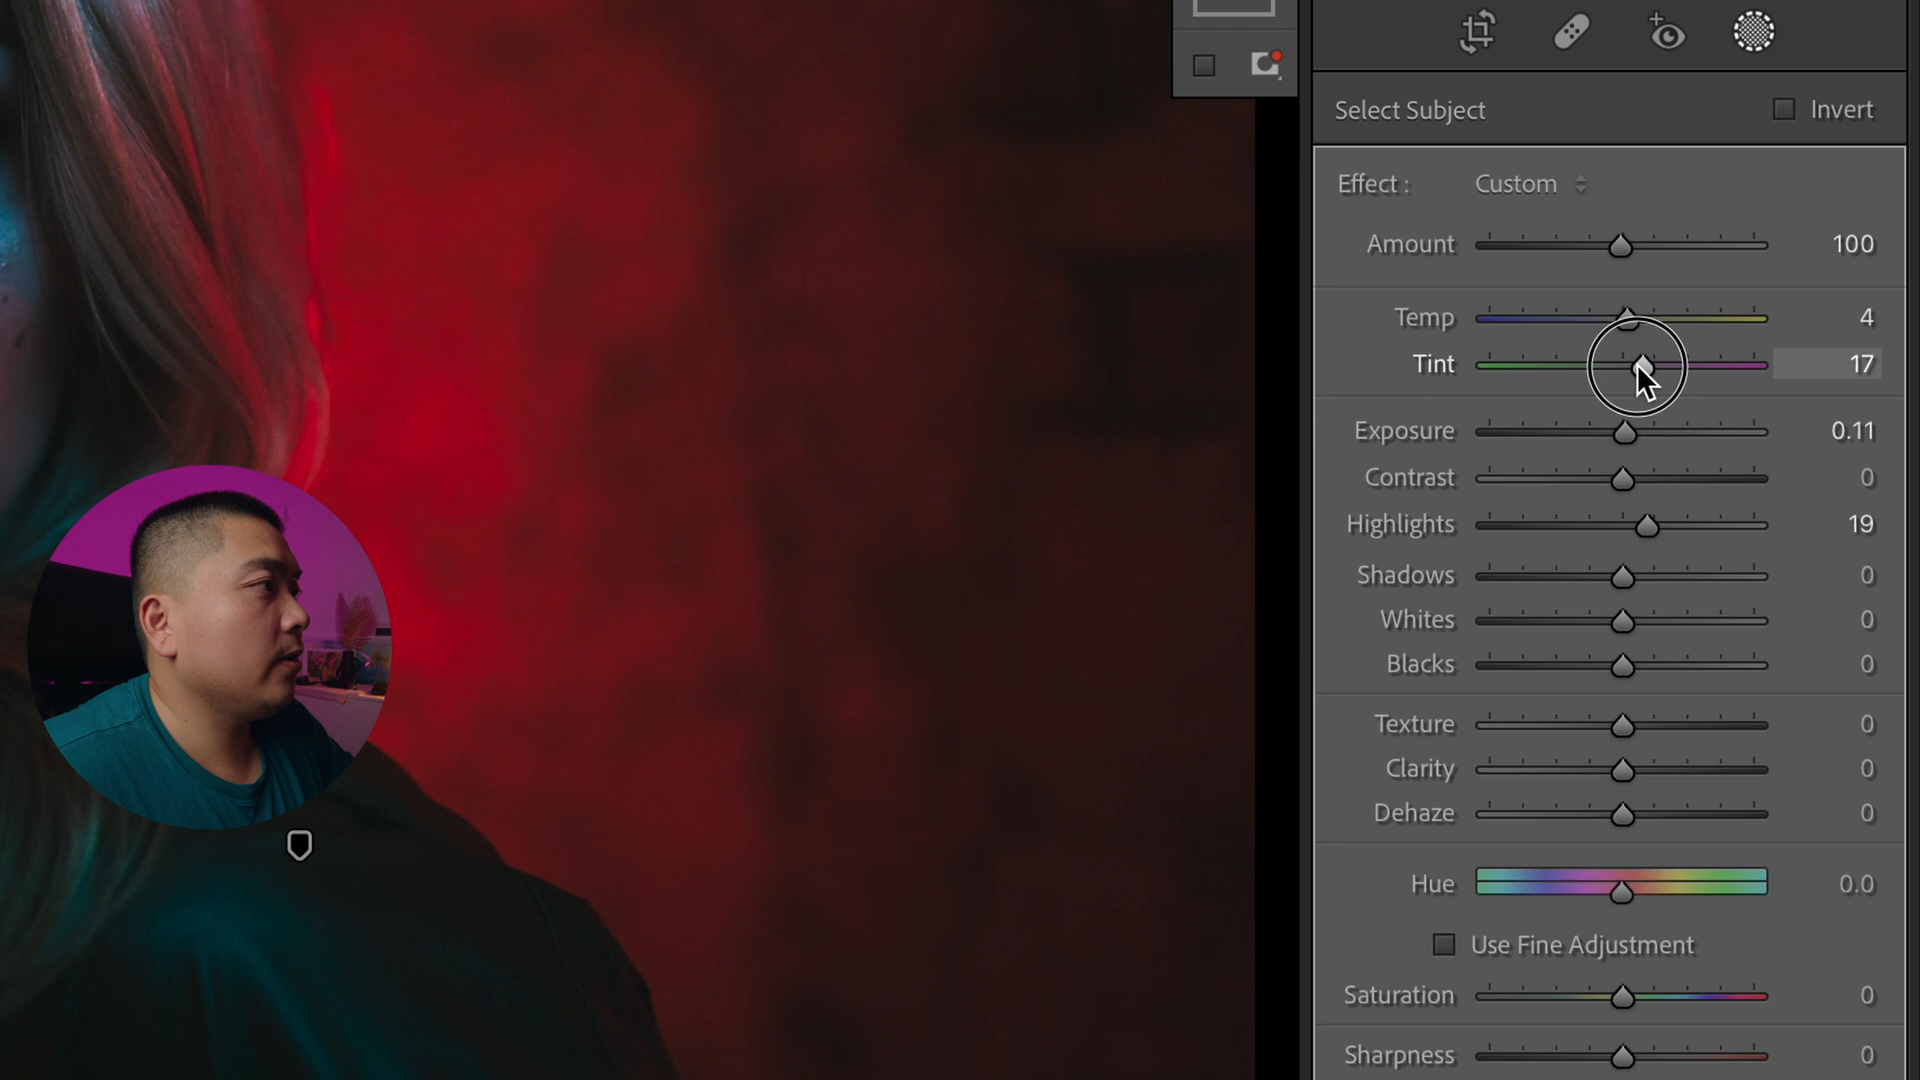 Select Subject Invert
Effect : Custom
Amount 100
Temp 4
Tint 17
Exposure 0.11
Contrast 0
Highlights 19
Shadows 0
Whites 0
Blacks 0
Texture 0
Clarity 0
Dehaze 0
Hue 0.0
Use Fine Adjustment
Saturation 0
Sharpness 0